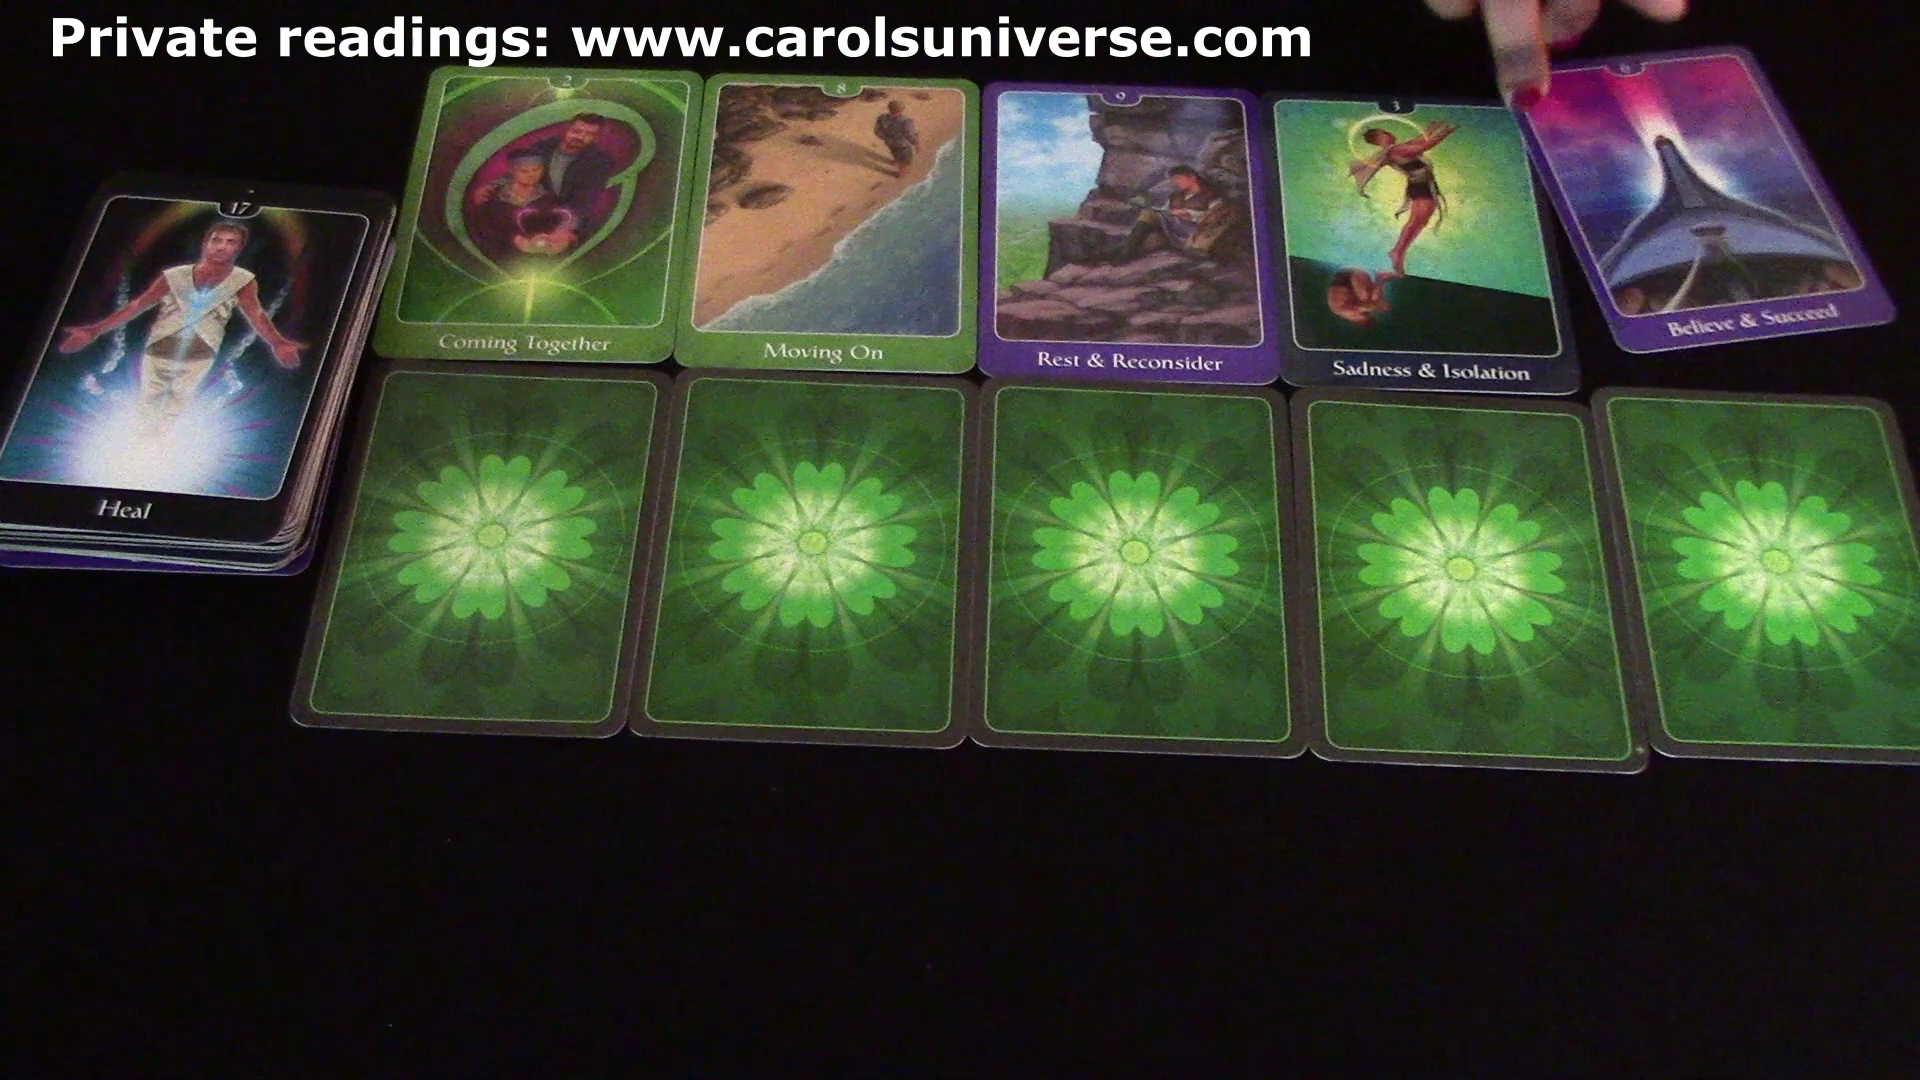 Private readings: www.carolsuniverse.com
17
Heal
2
Coming Together
8
Moving On
9
Rest & Reconsider
3
Sadness & Isolation
6
Believe & Succeed